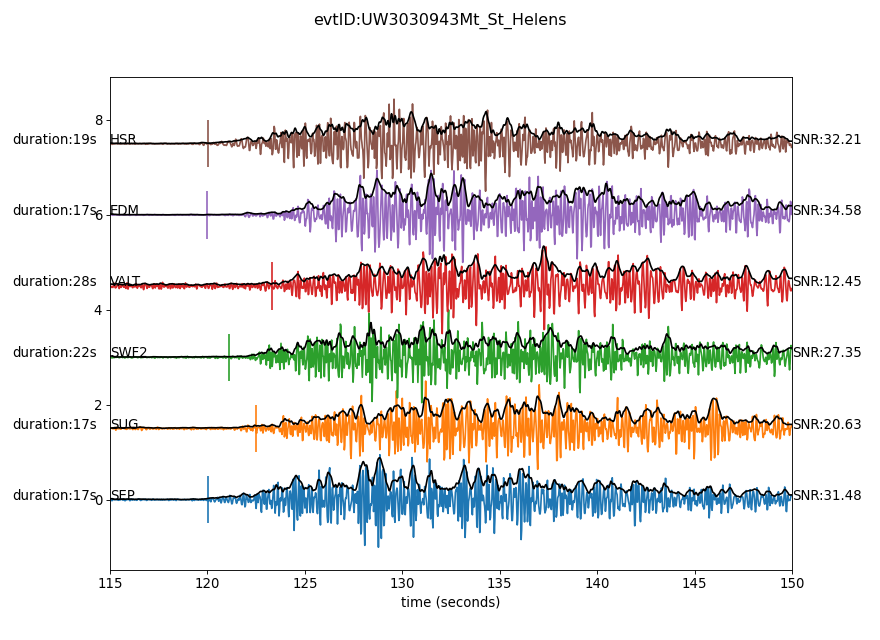 evtID:UW3030943Mt_St_Helens
8
duration:19s HSR SNR:32.21
duration:17s EDM SNR:34.58
6
duration:28s VALT SNR:12.45
4
duration:22s SWF2 SNR:27.35
2
duration:17s SUG SNR:20.63
duration:17s SEP SNR:31.48
0
115 120 125 130 135 140 145 150
time (seconds)